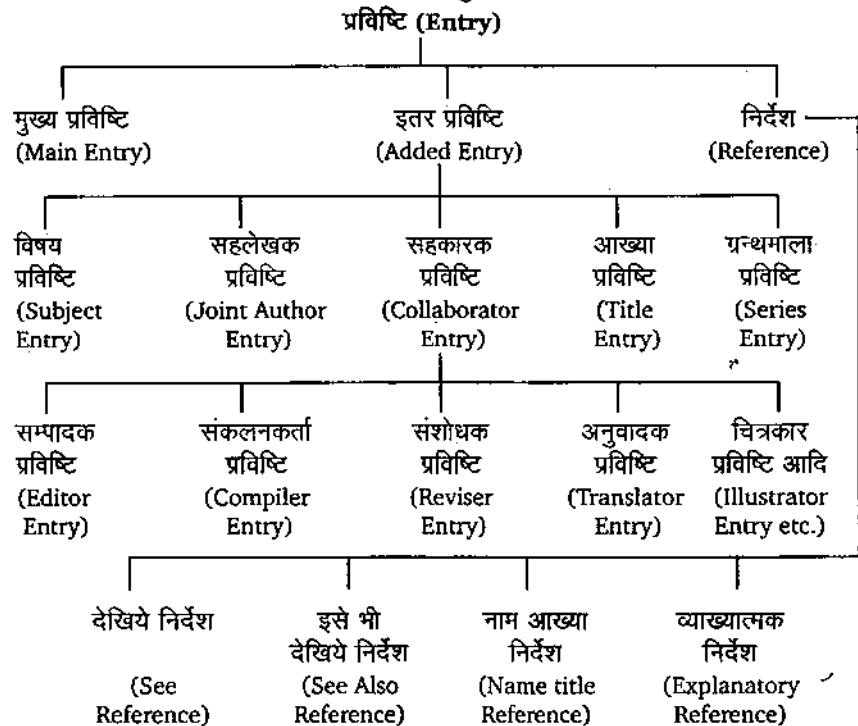 प्रविष्टि (Entry)
मुख्य प्रविष्टि इतर प्रविष्टि निर्देश
(Main Entry) (Added Entry) (Reference)
विषय सहलेखक सहकारक आख्या ग्रन्थमाला
प्रविष्टि प्रविष्टि प्रविष्टि प्रविष्टि प्रविष्टि
(Subject (Joint Author (Collaborator (Title (Series
Entry) Entry) Entry) Entry) Entry)
सम्पादक संकलनकर्ता संशोधक अनुवादक चित्रकार
प्रविष्टि प्रविष्टि प्रविष्टि प्रविष्टि प्रविष्टि आदि
(Editor (Compiler (Reviser (Translator (Illustrator
Entry) Entry) Entry) Entry) Entry etc.)
देखिये निर्देश इसे भी नाम आख्या व्याख्यात्मक
देखिये निर्देश निर्देश निर्देश
(See (See Also (Name title (Explanatory
Reference) Reference) Reference) Reference)